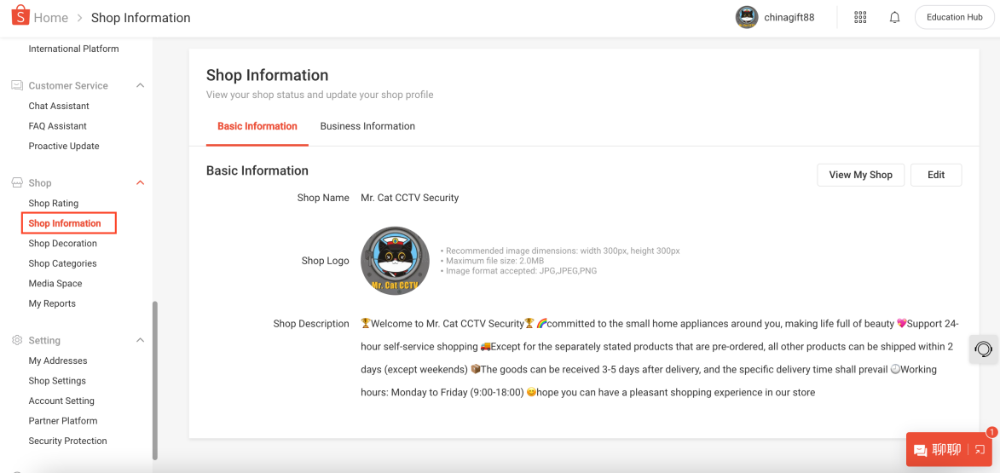 Home > Shop Information
chinagift88
Education Hub
International Platform
Customer Service
Chat Assistant
FAQ Assistant
Proactive Update
Shop
Shop Rating
Shop Information
Shop Decoration
Shop Categories
Media Space
My Reports
Setting
My Addresses
Shop Settings
Account Setting
Partner Platform
Security Protection
Shop Information
View your shop status and update your shop profile
Basic Information
Business Information
Basic Information
View My Shop
Edit
Shop Name Mr. Cat CCTV Security
Shop Logo
Mr. Cat CCTV
• Recommended image dimensions: width 300px, height 300px
• Maximum file size: 2.0MB
• Image format accepted: JPG,JPEG,PNG
Shop Description 🏆Welcome to Mr. Cat CCTV Security🏆 🌈committed to the small home appliances around you, making life full of beauty 💖Support 24-
hour self-service shopping 🚚Except for the separately stated products that are pre-ordered, all other products can be shipped within 2
days (except weekends) 📦The goods can be received 3-5 days after delivery, and the specific delivery time shall prevail 🕘Working
hours: Monday to Friday (9:00-18:00) 😊hope you can have a pleasant shopping experience in our store
聊聊
1